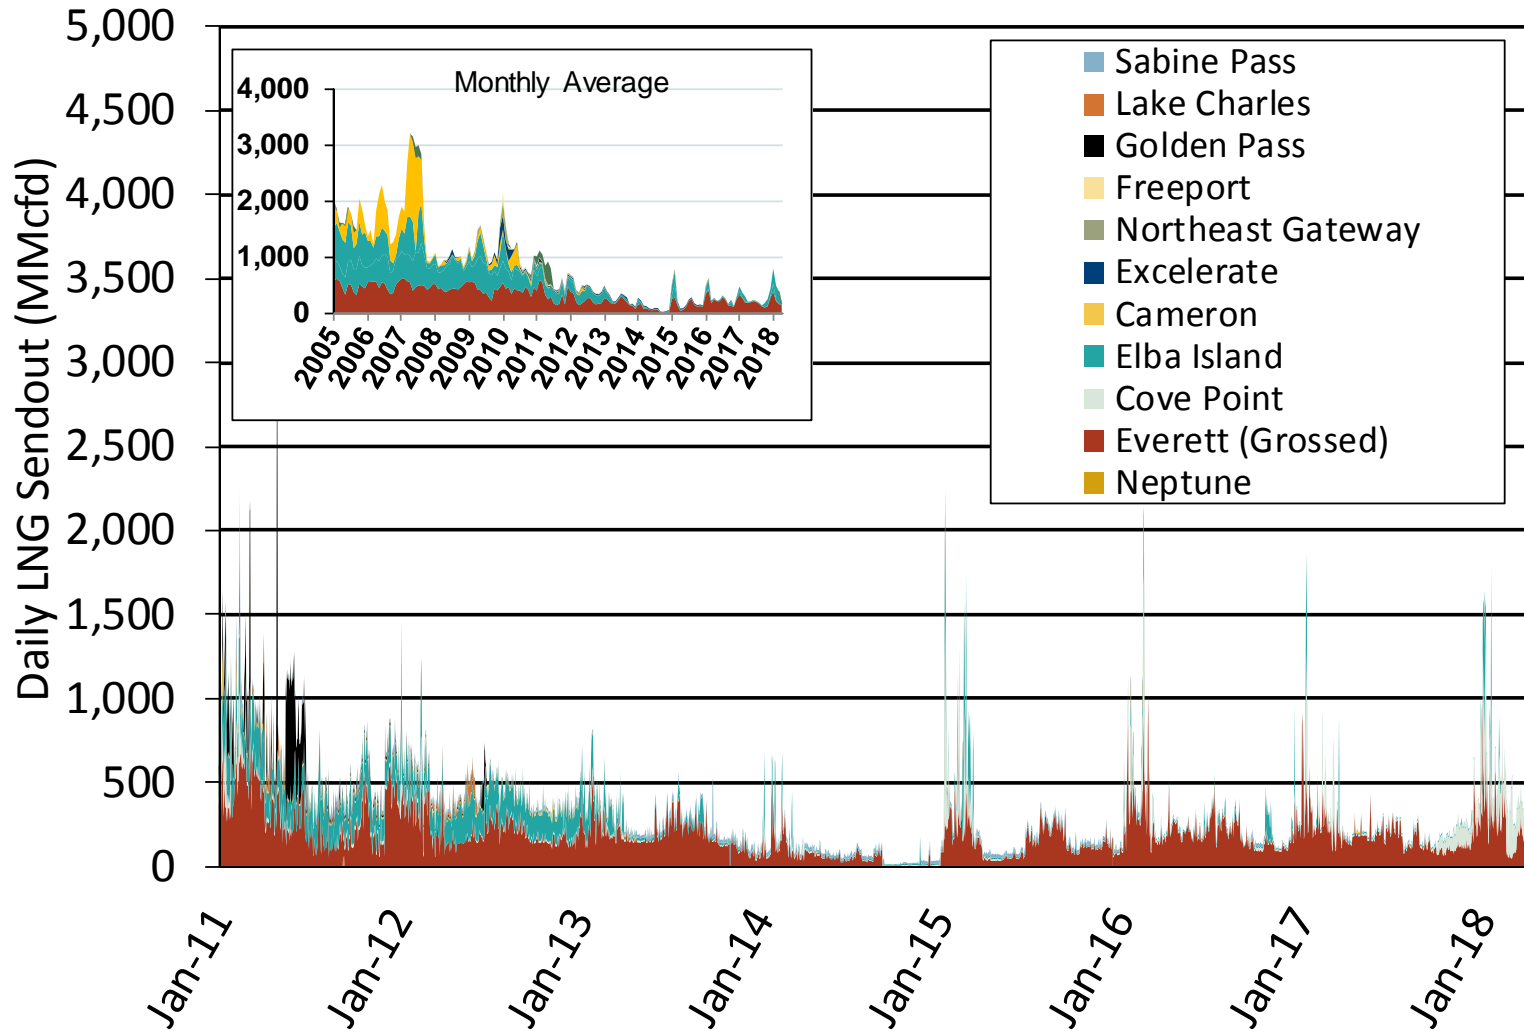 Daily LNG Sendout (MMcfd)
5,000
4,500
4,000
3,500
3,000
2,500
2,000
1,500
1,000
500
0
Monthly Average
4,000
3,000
2,000
1,000
0
2005
2006
2007
2008
2009
2010
2011
2012
2013
2014
2015
2016
2017
2018
Sabine Pass
Lake Charles
Golden Pass
Freeport
Northeast Gateway
Excelerate
Cameron
Elba Island
Cove Point
Everett (Grossed)
Neptune
Jan-11
Jan-12
Jan-13
Jan-14
Jan-15
Jan-16
Jan-17
Jan-18